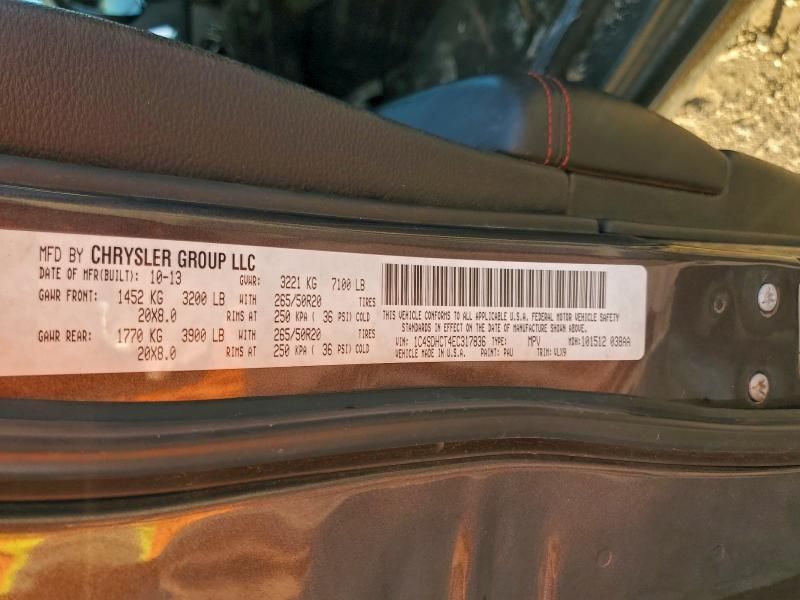 MFD BY CHRYSLER GROUP LLC
DATE OF MFR(BUILT): 10-13 GVWR: 3221 KG 7100 LB
GAWR FRONT: 1452 KG 3200 LB WITH 265/50R20 TIRES
20X8.0 RIMS AT 250 KPA ( 36 PSI) COLD
GAWR REAR: 1770 KG 3900 LB WITH 265/50R20 TIRES
20X8.0 RIMS AT 250 KPA ( 36 PSI) COLD
THIS VEHICLE CONFORMS TO ALL APPLICABLE U.S.A. FEDERAL MOTOR VEHICLE SAFETY
STANDARDS IN EFFECT ON THE DATE OF MANUFACTURE SHOWN ABOVE.
VIN: 1C4SDHCT4EC317836 TYPE: MPV MDH:101512 038AA
VEHICLE MADE IN U.S.A. PAINT: PAU TRIM: VLX9